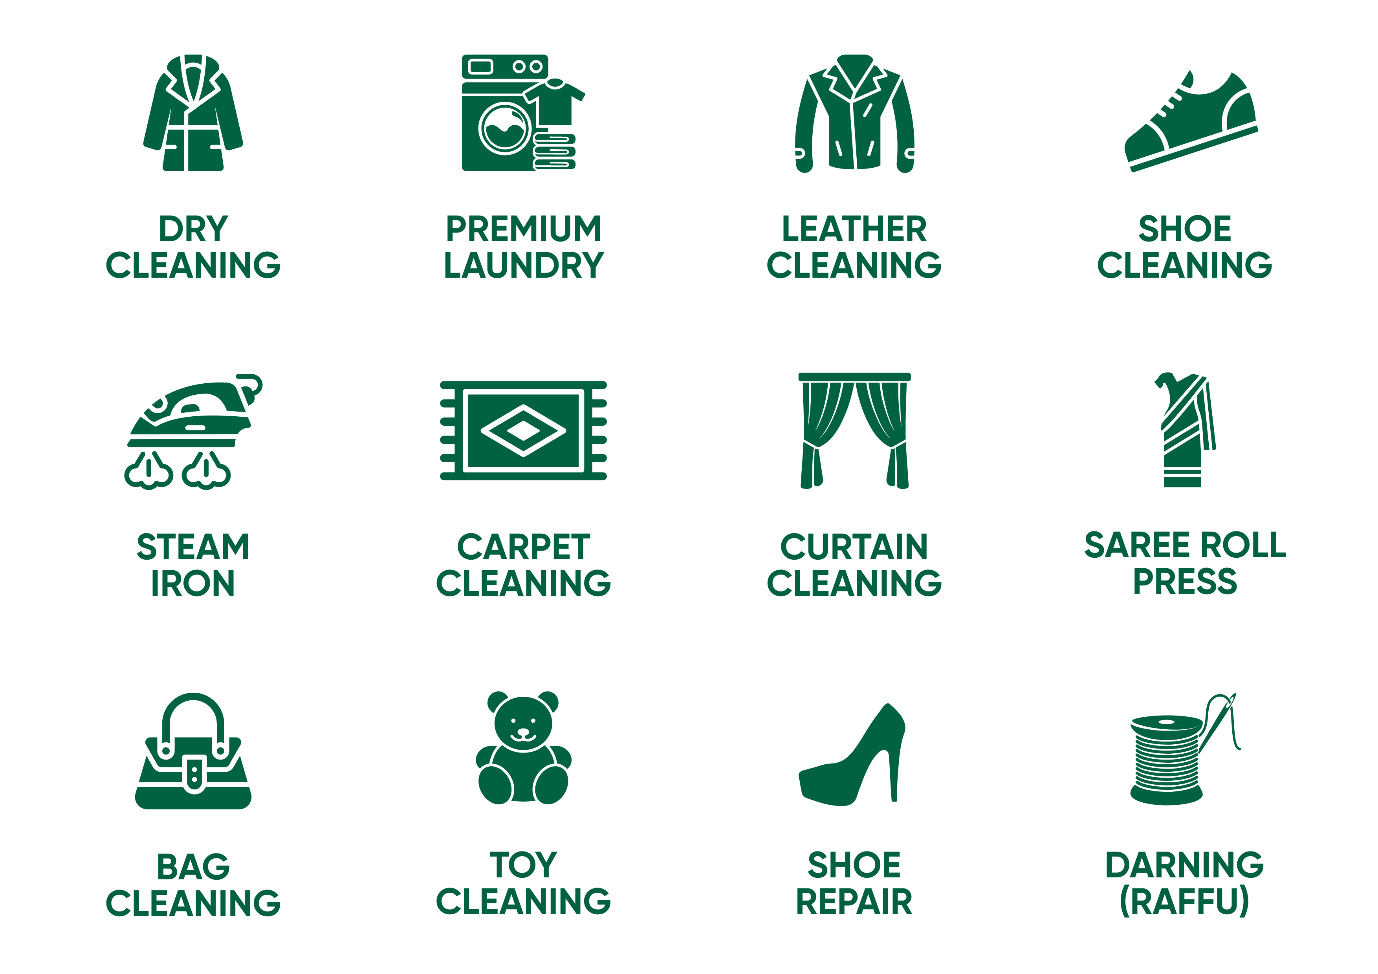 DRY
CLEANING
PREMIUM
LAUNDRY
LEATHER
CLEANING
SHOE
CLEANING
STEAM
IRON
CARPET
CLEANING
CURTAIN
CLEANING
SAREE ROLL
PRESS
BAG
CLEANING
TOY
CLEANING
SHOE
REPAIR
DARNING
(RAFFU)